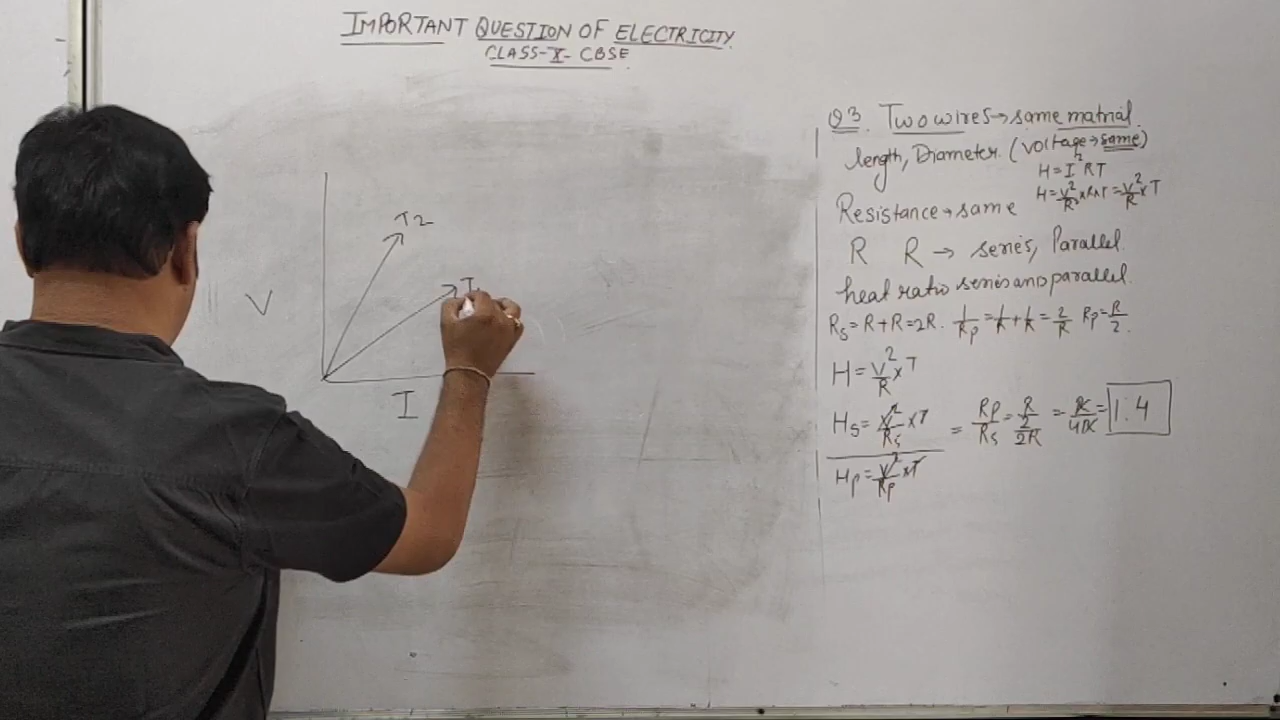 IMPORTANT QUESTION OF ELECTRICITY
CLASS-X- CBSE
T2
V
I
Q3. Two wires→same matrial.
length, Diameter. (voltage→same)
H=I²RT
H=V²/R²×R×T=V²/R×T
Resistance→same
R R → series, Parallel.
heat ratio series and parallel.
Rs=R+R=2R. 1/Rp=1/R+1/R=2/R Rp=R/2.
H=V²/R×T
Hs=V²/Rs×T = Rp/Rs=R/2/2R = R/4R=1:4
Hp=V²/Rp×T